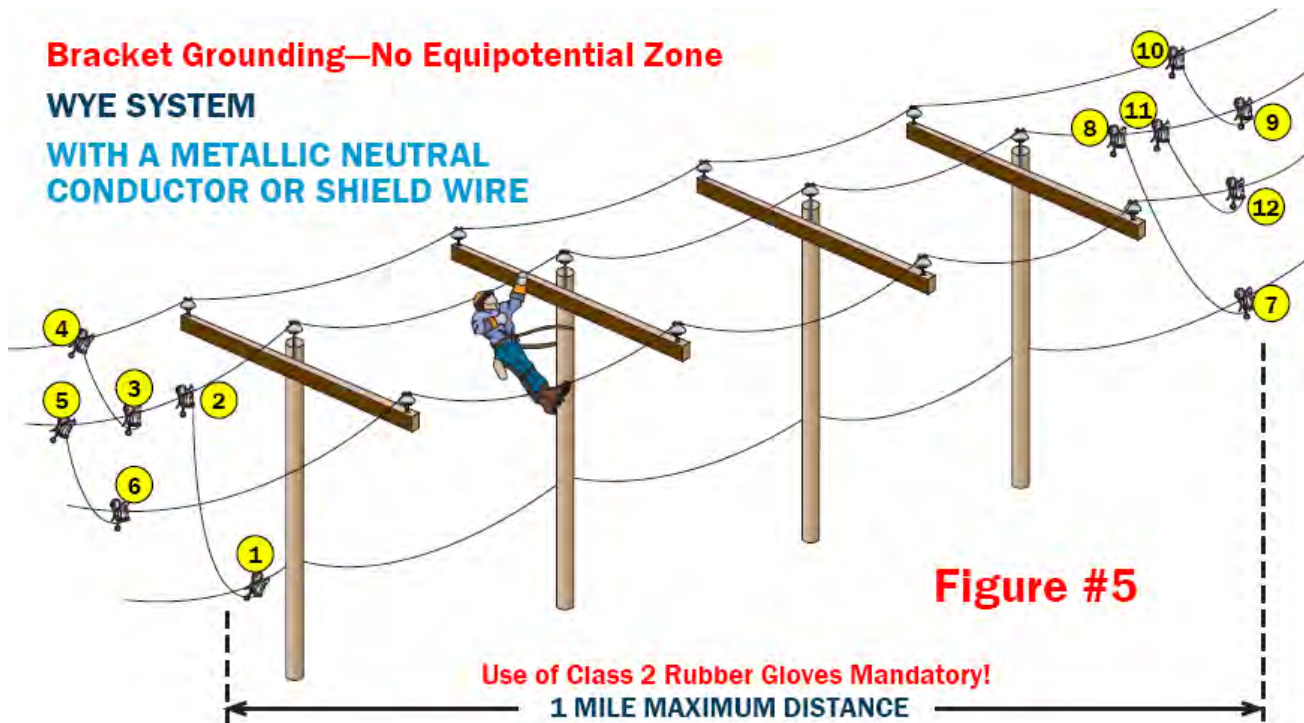 Bracket Grounding—No Equipotential Zone
WYE SYSTEM
WITH A METALLIC NEUTRAL
CONDUCTOR OR SHIELD WIRE
10
9
8
11
12
7
4
3
2
5
6
1
Figure #5
Use of Class 2 Rubber Gloves Mandatory!
1 MILE MAXIMUM DISTANCE